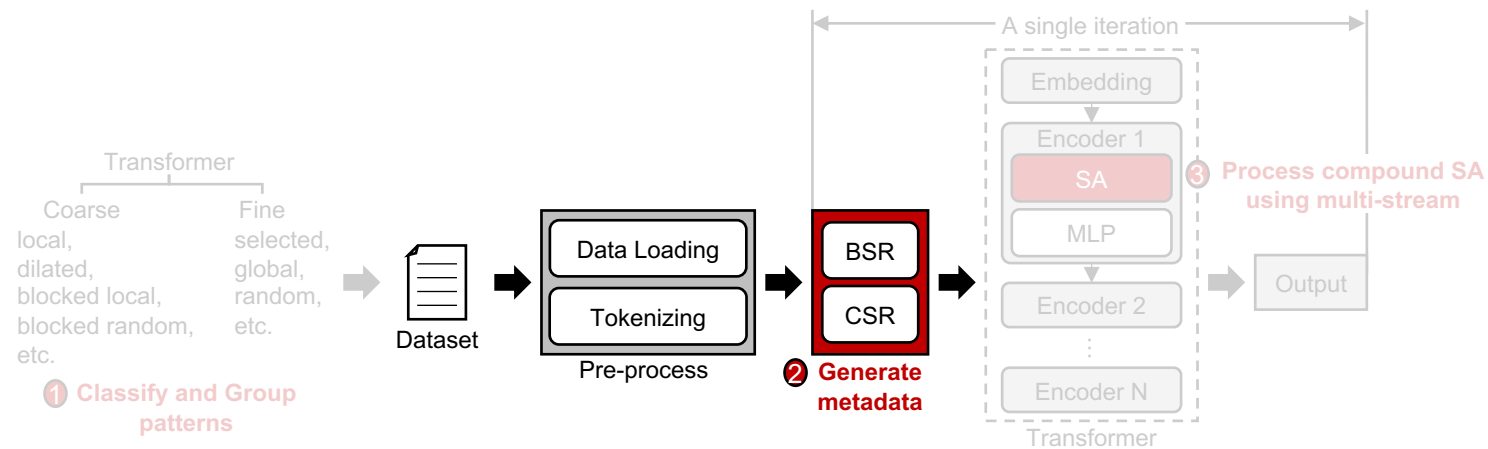 A single iteration
Transformer
Coarse
local,
dilated,
blocked local,
blocked random,
etc.
Fine
selected,
global,
random,
etc.
1 Classify and Group
patterns
Dataset
Data Loading
Tokenizing
Pre-process
BSR
CSR
2 Generate
metadata
Embedding
Encoder 1
SA
MLP
Encoder 2
⋮
Encoder N
Transformer
3 Process compound SA
using multi-stream
Output